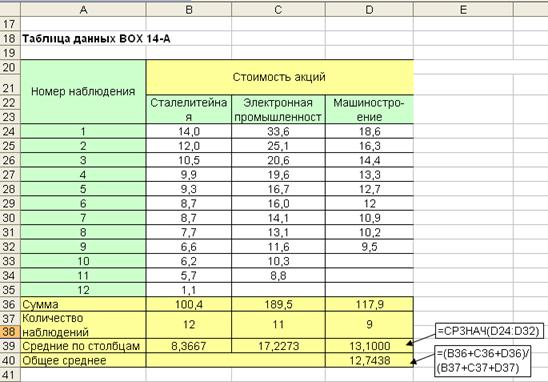 A B C D E
17
18 Таблица данных BOX 14-A
19
20
Стоимость акций
21 Номер наблюдения
22 Сталелитейна Электронная Машиностро-
23 я промышленност ение
24 1 14,0 33,6 18,6
25 2 12,0 25,1 16,3
26 3 10,5 20,6 14,4
27 4 9,9 19,6 13,3
28 5 9,3 16,7 12,7
29 6 8,7 16,0 12
30 7 8,7 14,1 10,9
31 8 7,7 13,1 10,2
32 9 6,6 11,6 9,5
33 10 6,2 10,3
34 11 5,7 8,8
35 12 1,1
36 Сумма 100,4 189,5 117,9
37 Количество 12 11 9
38 наблюдений =СРЗНАЧ(D24:D32)
39 Средние по столбцам 8,3667 17,2273 13,1000
40 Общее среднее 12,7438 =(B36+C36+D36)/
(B37+C37+D37)
41